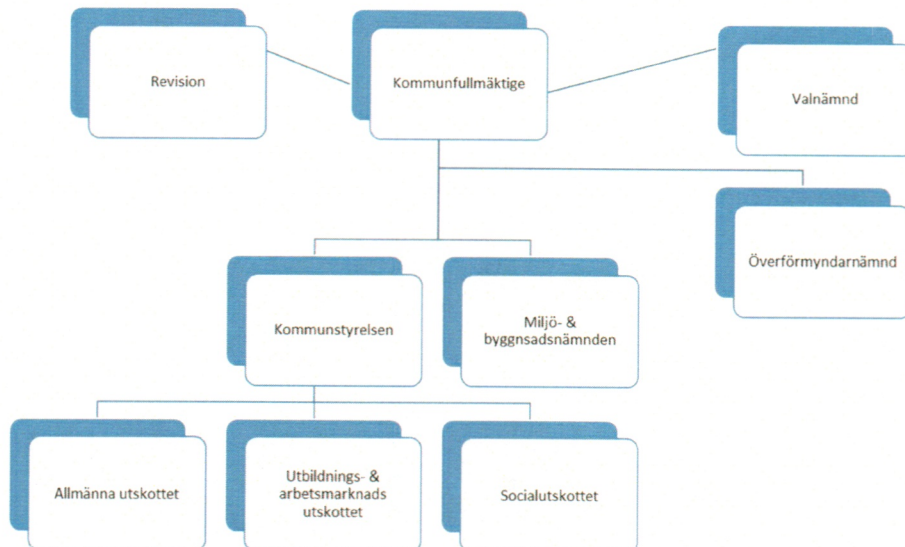 Revision
Kommunfullmäktige
Valnämnd
Överförmyndarnämnd
Kommunstyrelsen
Miljö- &
byggnsadsnämnden
Allmänna utskottet
Utbildnings- &
arbetsmarknads
utskottet
Socialutskottet